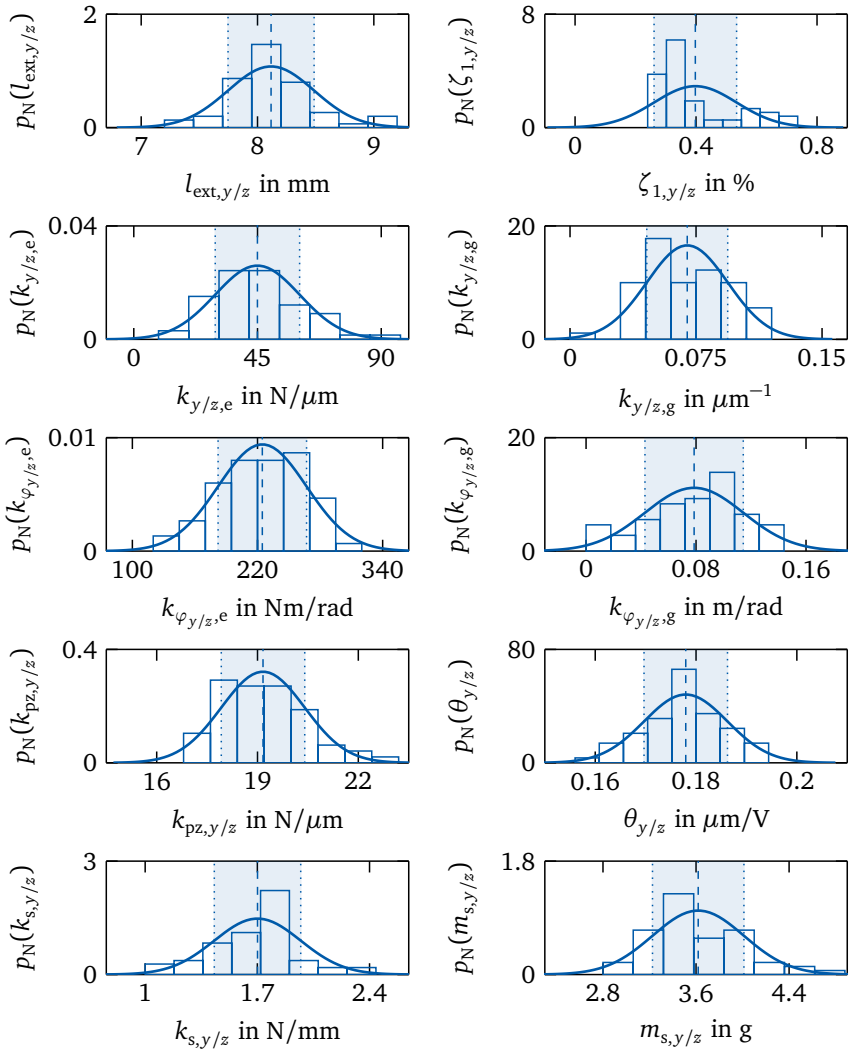 2
p_N(l_ext,y/z)
0
7 8 9
l_ext,y/z in mm
8
p_N(ζ_1,y/z)
0
0 0.4 0.8
ζ_1,y/z in %
0.04
p_N(k_y/z,e)
0
0 45 90
k_y/z,e in N/μm
20
p_N(k_y/z,g)
0
0 0.075 0.15
k_y/z,g in μm⁻¹
0.01
p_N(k_φ_y/z,e)
0
100 220 340
k_φ_y/z,e in Nm/rad
20
p_N(k_φ_y/z,g)
0
0 0.08 0.16
k_φ_y/z,g in m/rad
0.4
p_N(k_pz,y/z)
0
16 19 22
k_pz,y/z in N/μm
80
p_N(θ_y/z)
0
0.16 0.18 0.2
θ_y/z in μm/V
3
p_N(k_s,y/z)
0
1 1.7 2.4
k_s,y/z in N/mm
1.8
p_N(m_s,y/z)
0
2.8 3.6 4.4
m_s,y/z in g